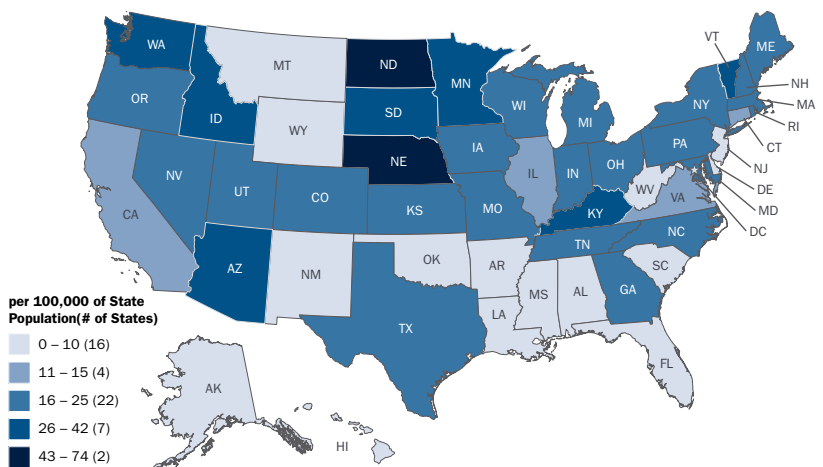 WA
MT
ND
MN
VT
ME
OR
ID
SD
WI
NY
NH
MA
WY
MI
RI
IA
PA
CT
NE
NJ
NV
UT
CO
IL
IN
OH
DE
CA
KS
MO
WV
VA
MD
KY
DC
AZ
NM
OK
AR
TN
NC
SC
MS
AL
GA
TX
LA
FL
AK
HI
per 100,000 of State
Population(# of States)
0 – 10 (16)
11 – 15 (4)
16 – 25 (22)
26 – 42 (7)
43 – 74 (2)